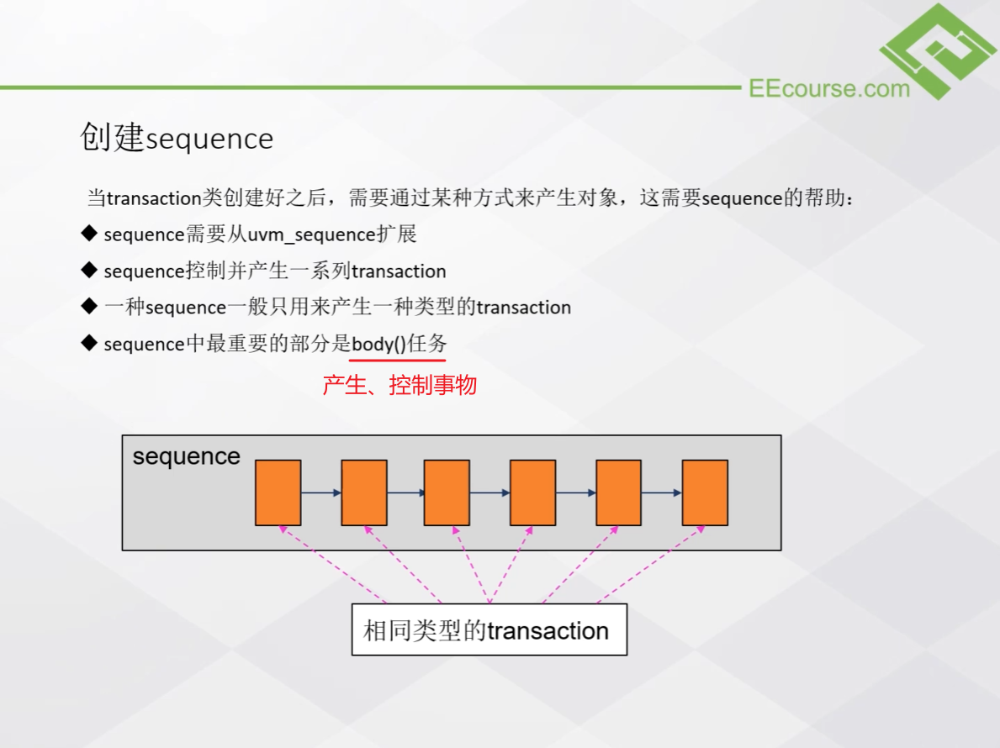 EEcourse.com
创建sequence
当transaction类创建好之后，需要通过某种方式来产生对象，这需要sequence的帮助：
◆ sequence需要从uvm_sequence扩展
◆ sequence控制并产生一系列transaction
◆ 一种sequence一般只用来产生一种类型的transaction
◆ sequence中最重要的部分是body()任务
产生、控制事物
sequence
相同类型的transaction